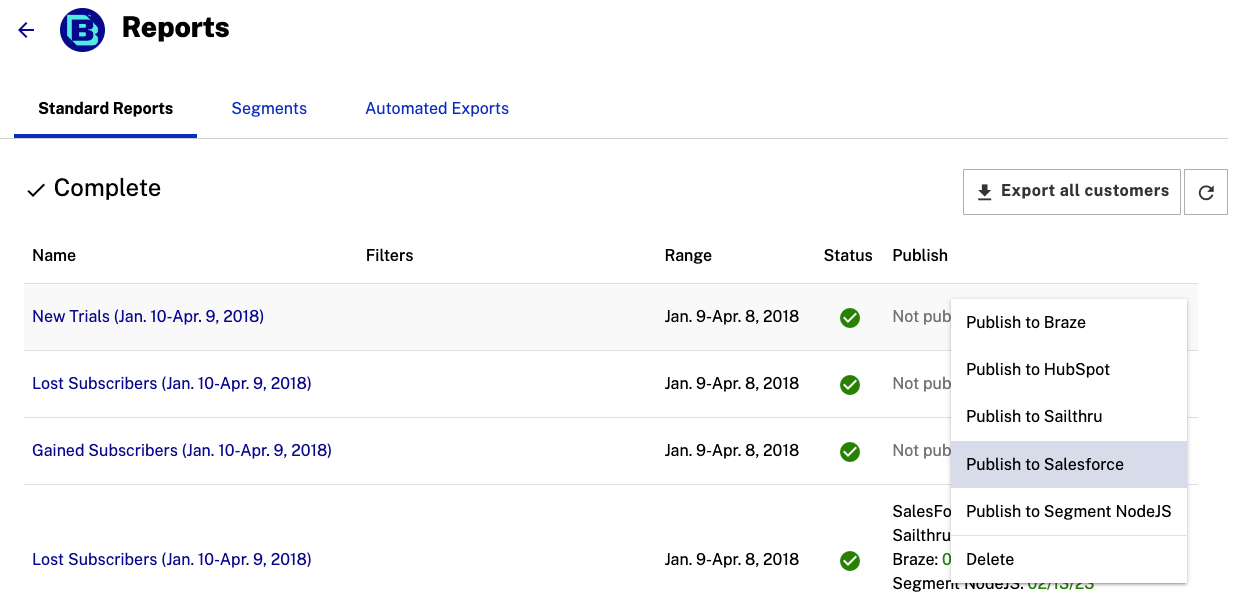 B
Reports
Standard Reports Segments Automated Exports
Complete
Export all customers
Name Filters Range Status Publish
New Trials (Jan. 10-Apr. 9, 2018) Jan. 9-Apr. 8, 2018 Not pub
Publish to Braze
Publish to HubSpot
Lost Subscribers (Jan. 10-Apr. 9, 2018) Jan. 9-Apr. 8, 2018 Not pub
Publish to Sailthru
Gained Subscribers (Jan. 10-Apr. 9, 2018) Jan. 9-Apr. 8, 2018 Not pub
Publish to Salesforce
SalesFo Publish to Segment NodeJS
Sailthru
Lost Subscribers (Jan. 10-Apr. 9, 2018) Jan. 9-Apr. 8, 2018 Braze: 0 Delete
Segment NodeJS: 02/13/23